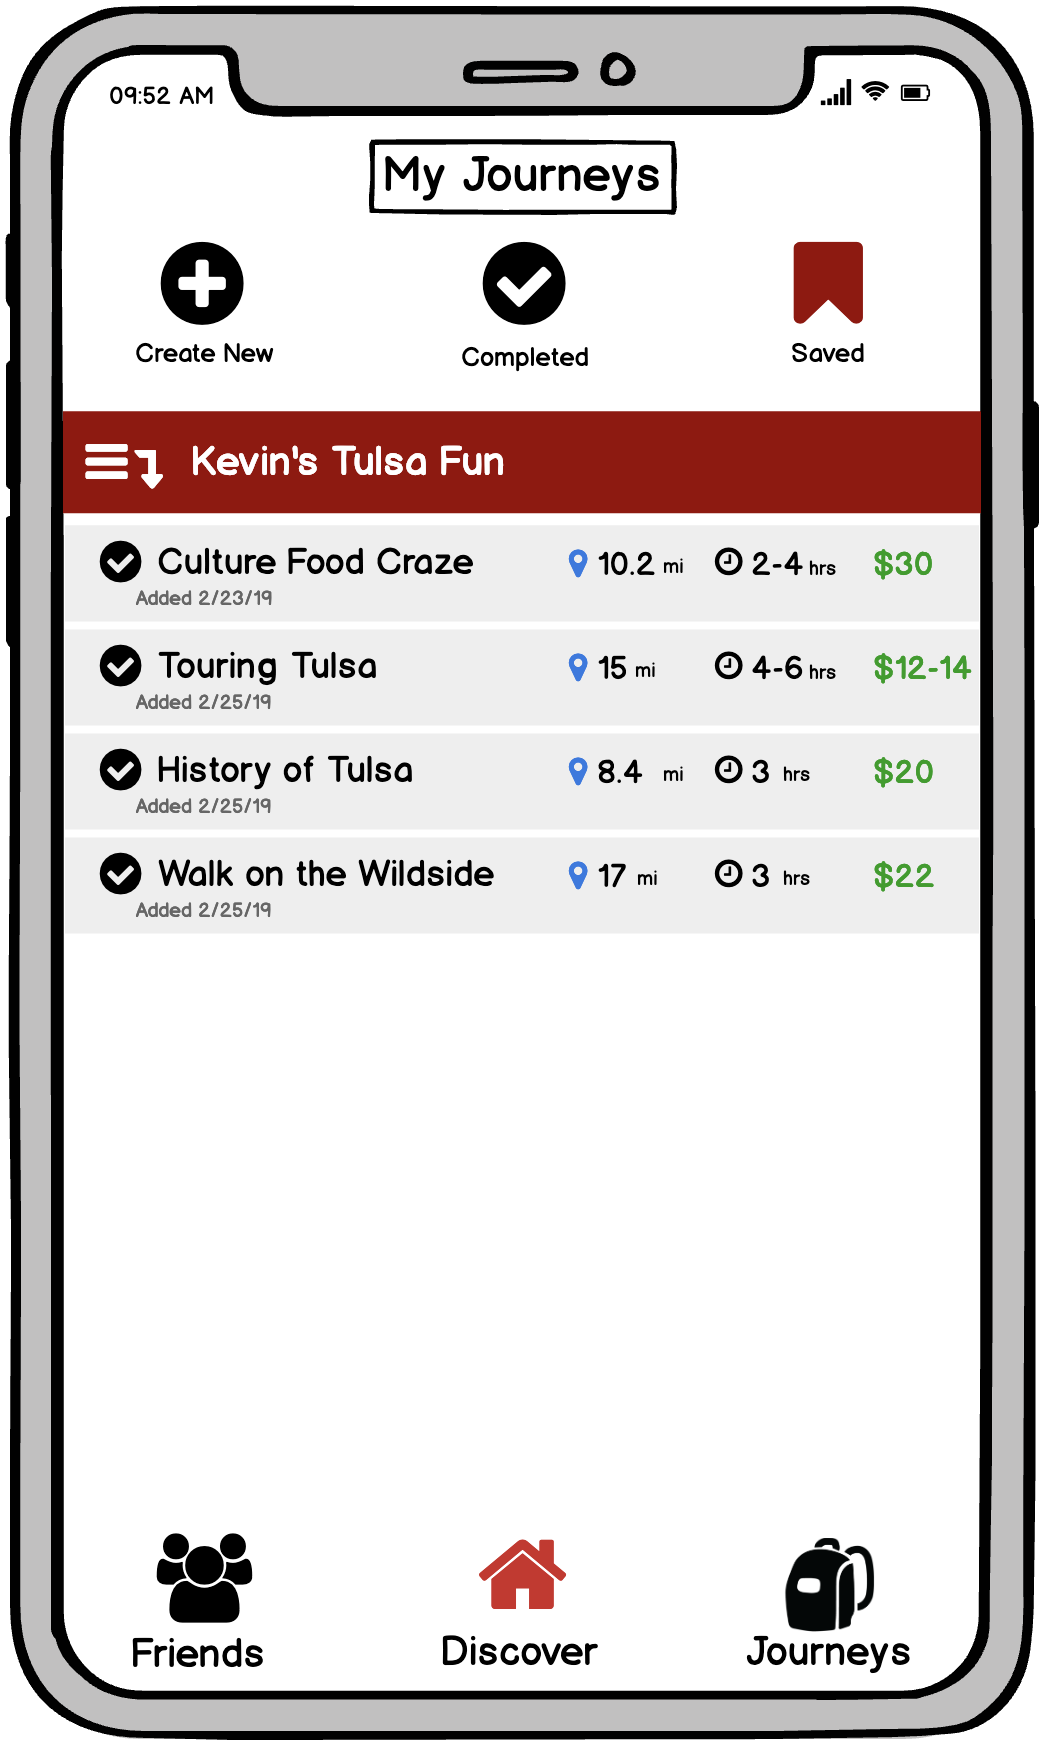 09:52 AM
My Journeys
Create New
Completed
Saved
Kevin's Tulsa Fun
Culture Food Craze 10.2 mi 2-4 hrs $30
Added 2/23/19
Touring Tulsa 15 mi 4-6 hrs $12-14
Added 2/25/19
History of Tulsa 8.4 mi 3 hrs $20
Added 2/25/19
Walk on the Wildside 17 mi 3 hrs $22
Added 2/25/19
Friends
Discover
Journeys